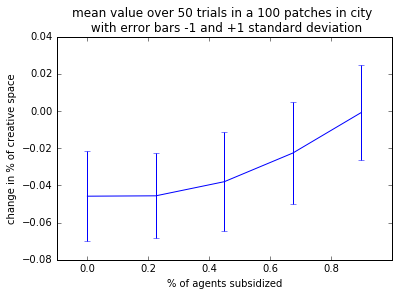 mean value over 50 trials in a 100 patches in city
with error bars -1 and +1 standard deviation
0.04
0.02
0.00
−0.02
−0.04
−0.06
−0.08
change in % of creative space
0.0 0.2 0.4 0.6 0.8
% of agents subsidized